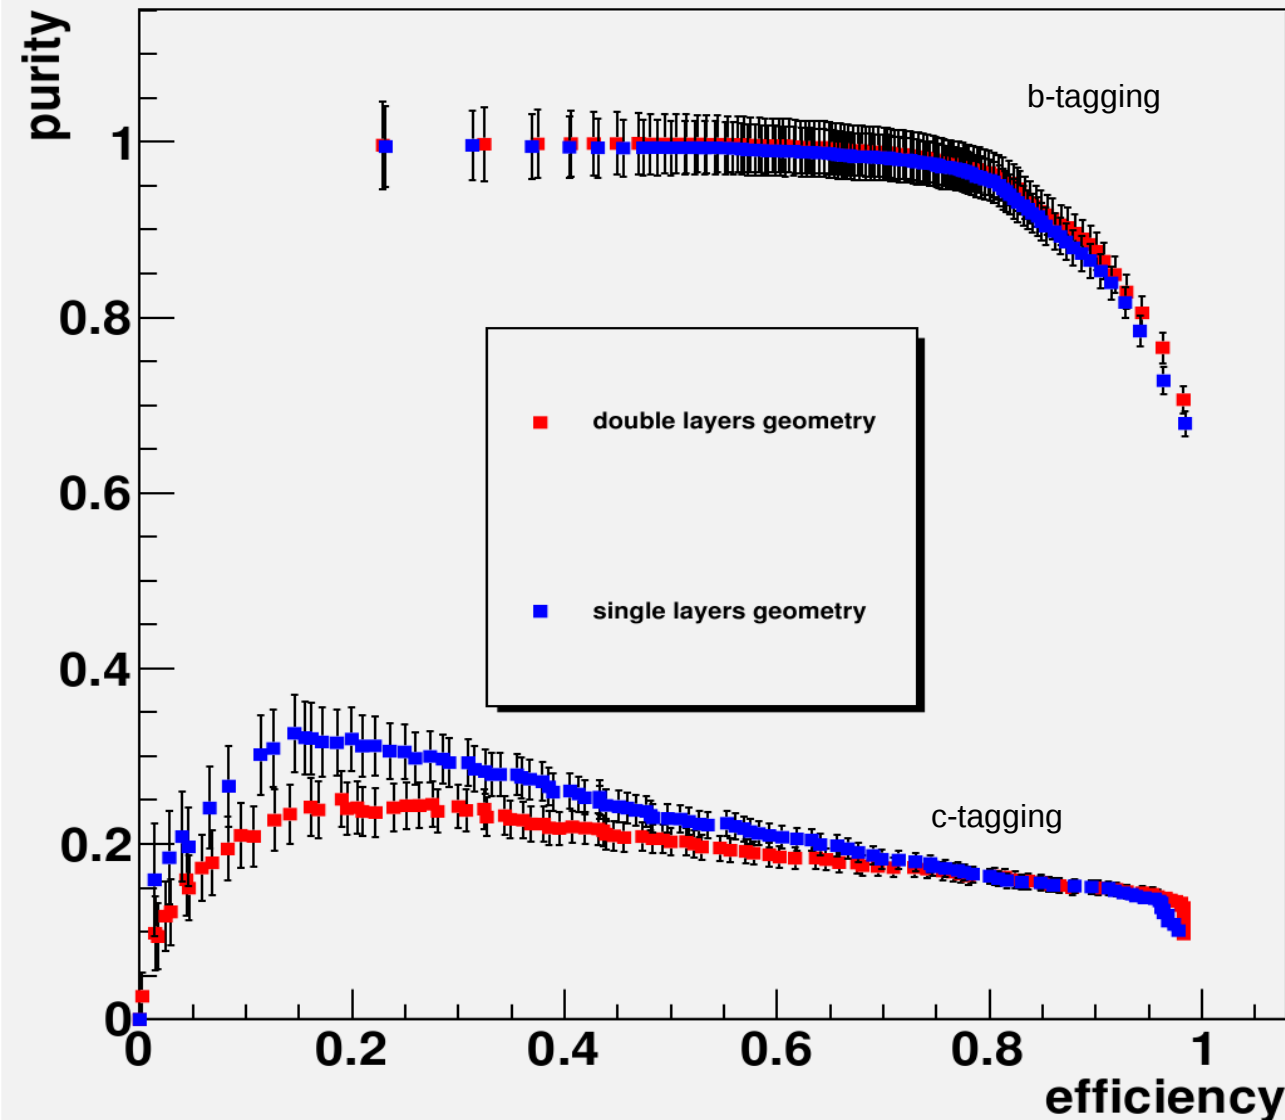 purity
b-tagging
1
0.8
double layers geometry
0.6
single layers geometry
0.4
c-tagging
0.2
0
0 0.2 0.4 0.6 0.8 1
efficiency